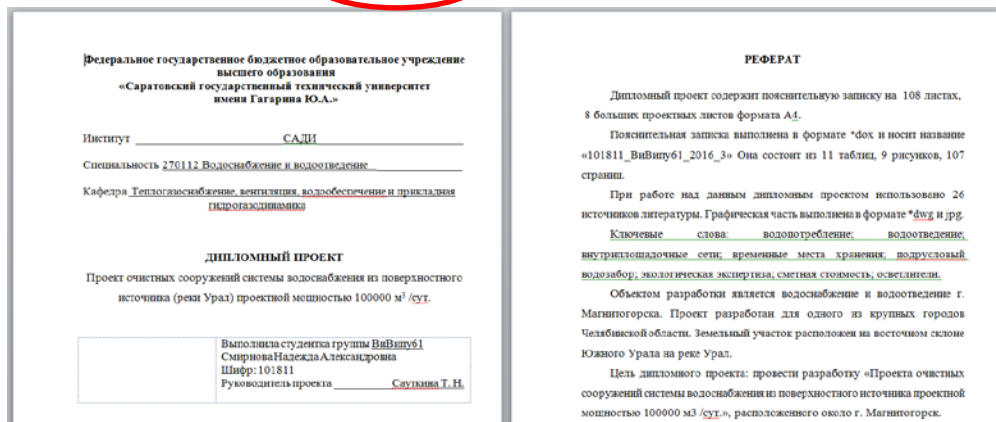 Федеральное государственное бюджетное образовательное учреждение
высшего образования
«Саратовский государственный технический университет
имени Гагарина Ю.А.»
Институт САДИ
Специальность 270112 Водоснабжение и водоотведение
Кафедра Теплогазоснабжение, вентиляция, водообеспечение и прикладная
гидрогазодинамика
ДИПЛОМНЫЙ ПРОЕКТ
Проект очистных сооружений системы водоснабжения из поверхностного
источника (реки Урал) проектной мощностью 100000 м³ /сут.
Выполнила студентка группы ВиВипу61
Смирнова Надежда Александровна
Шифр: 101811
Руководитель проекта Сауткина Т. Н.
РЕФЕРАТ
Дипломный проект содержит пояснительную записку на 108 листах,
8 больших проектных листов формата А4.
Пояснительная записка выполнена в формате *dox и носит название
«101811_ВиВипу61_2016_3» Она состоит из 11 таблиц, 9 рисунков, 107
страниц.
При работе над данным дипломным проектом использовано 26
источников литературы. Графическая часть выполнена в формате *dwg и jpg.
Ключевые слова: водопотребление; водоотведение;
внутриплощадочные сети; временные места хранения; подрусловый
водозабор; экологическая экспертиза; сметная стоимость; осветлители.
Объектом разработки является водоснабжение и водоотведение г.
Магнитогорска. Проект разработан для одного из крупных городов
Челябинской области. Земельный участок расположен на восточном склоне
Южного Урала на реке Урал.
Цель дипломного проекта: провести разработку «Проекта очистных
сооружений системы водоснабжения из поверхностного источника проектной
мощностью 100000 м3 /сут.», расположенного около г. Магнитогорск.